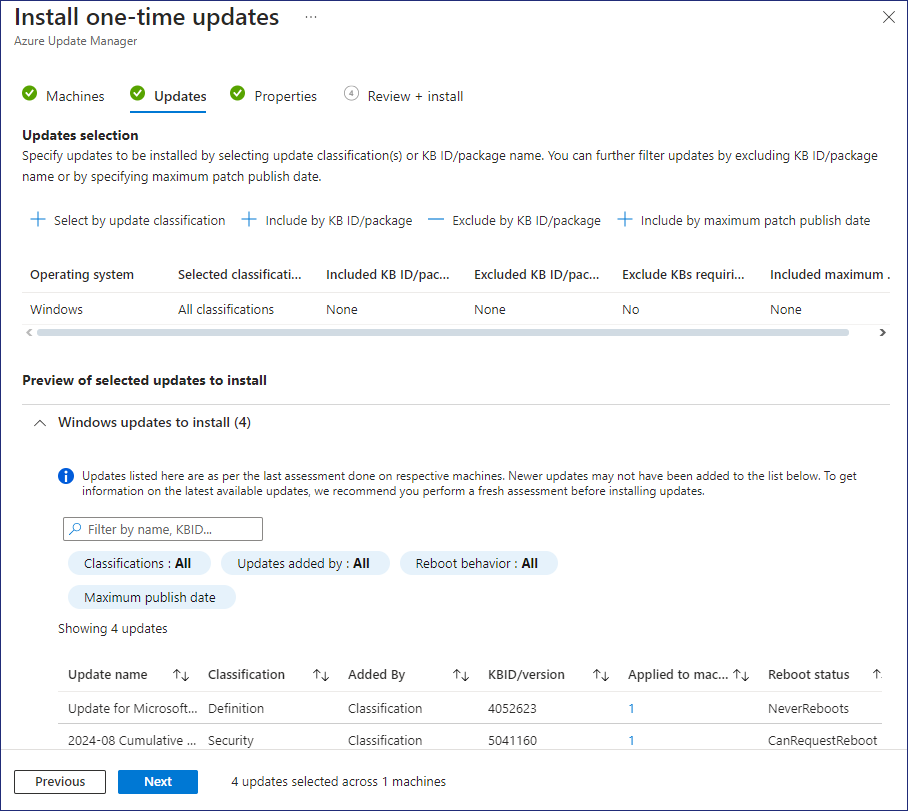 Install one-time updates ...
Azure Update Manager
Machines Updates Properties 4 Review + install
Updates selection
Specify updates to be installed by selecting update classification(s) or KB ID/package name. You can further filter updates by excluding KB ID/package
name or by specifying maximum patch publish date.
Select by update classification Include by KB ID/package Exclude by KB ID/package Include by maximum patch publish date
Operating system Selected classificati... Included KB ID/pac... Excluded KB ID/pac... Exclude KBs requiri... Included maximum .
Windows All classifications None None No None
Preview of selected updates to install
Windows updates to install (4)
Updates listed here are as per the last assessment done on respective machines. Newer updates may not have been added to the list below. To get
information on the latest available updates, we recommend you perform a fresh assessment before installing updates.
Filter by name, KBID...
Classifications : All Updates added by : All Reboot behavior : All
Maximum publish date
Showing 4 updates
Update name Classification Added By KBID/version Applied to mac... Reboot status
Update for Microsoft... Definition Classification 4052623 1 NeverReboots
2024-08 Cumulative ... Security Classification 5041160 1 CanRequestReboot
Previous Next 4 updates selected across 1 machines